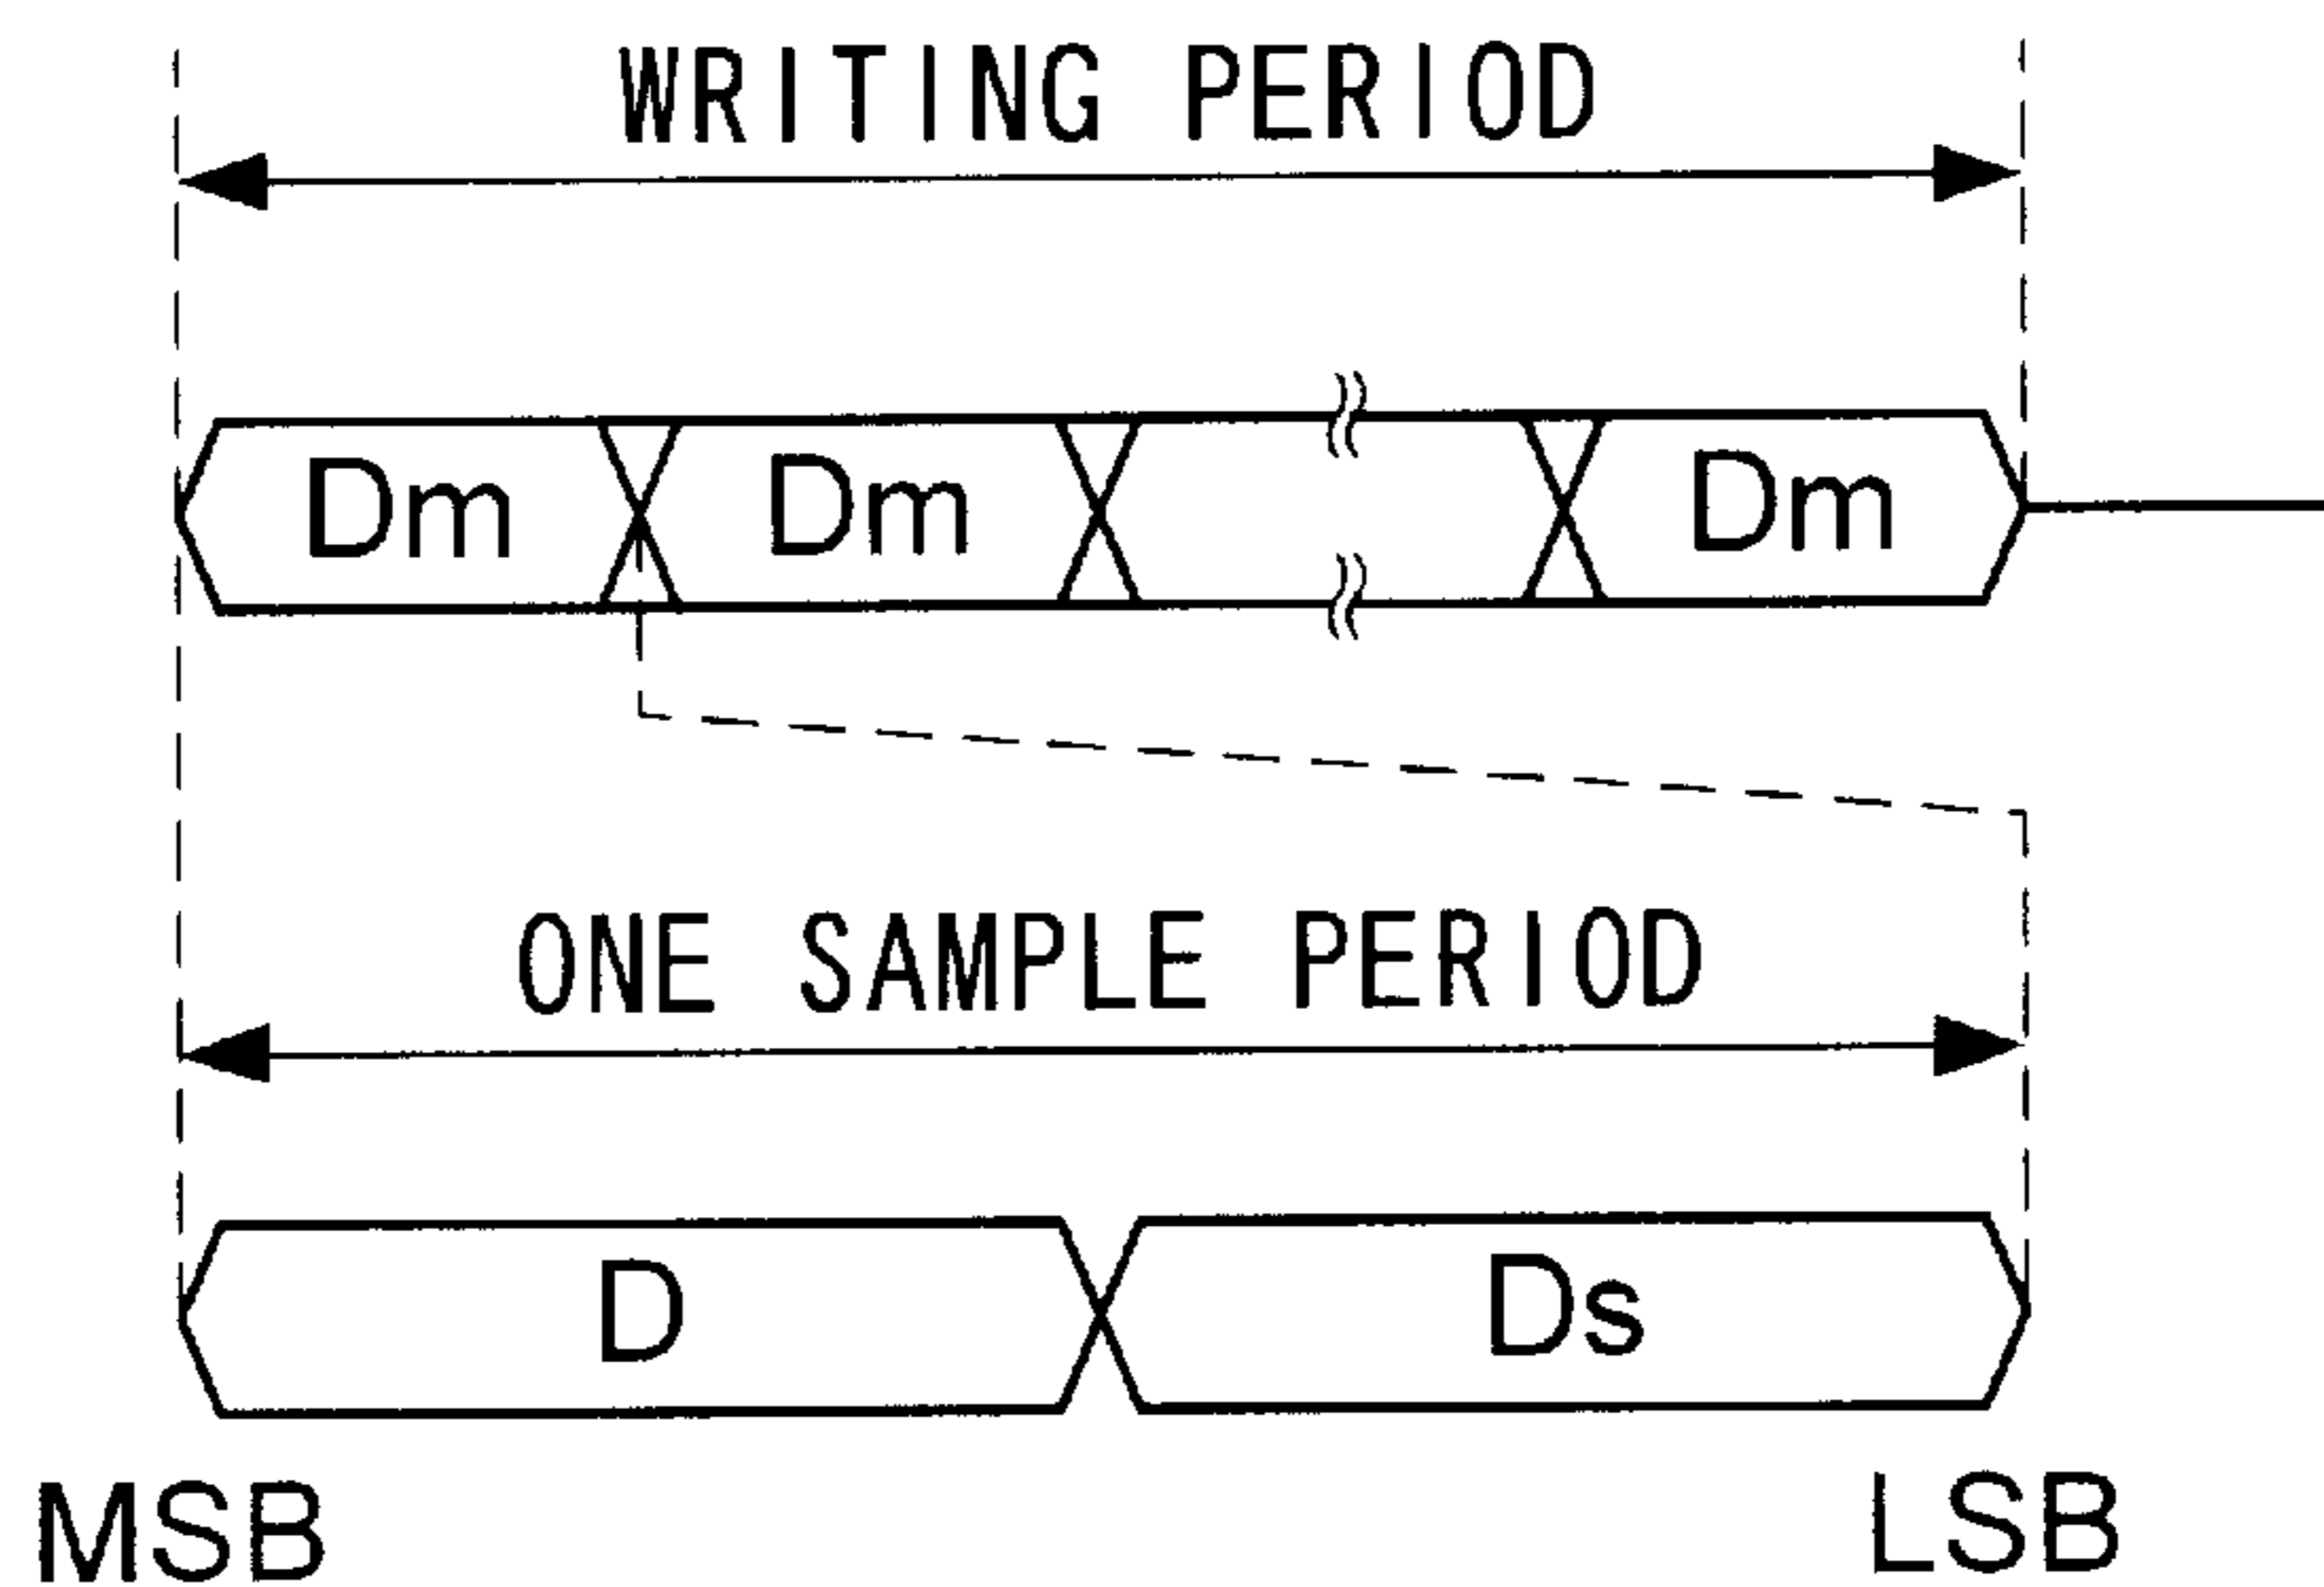 WRITING PERIOD
Dm Dm Dm
ONE SAMPLE PERIOD
D Ds
MSB LSB